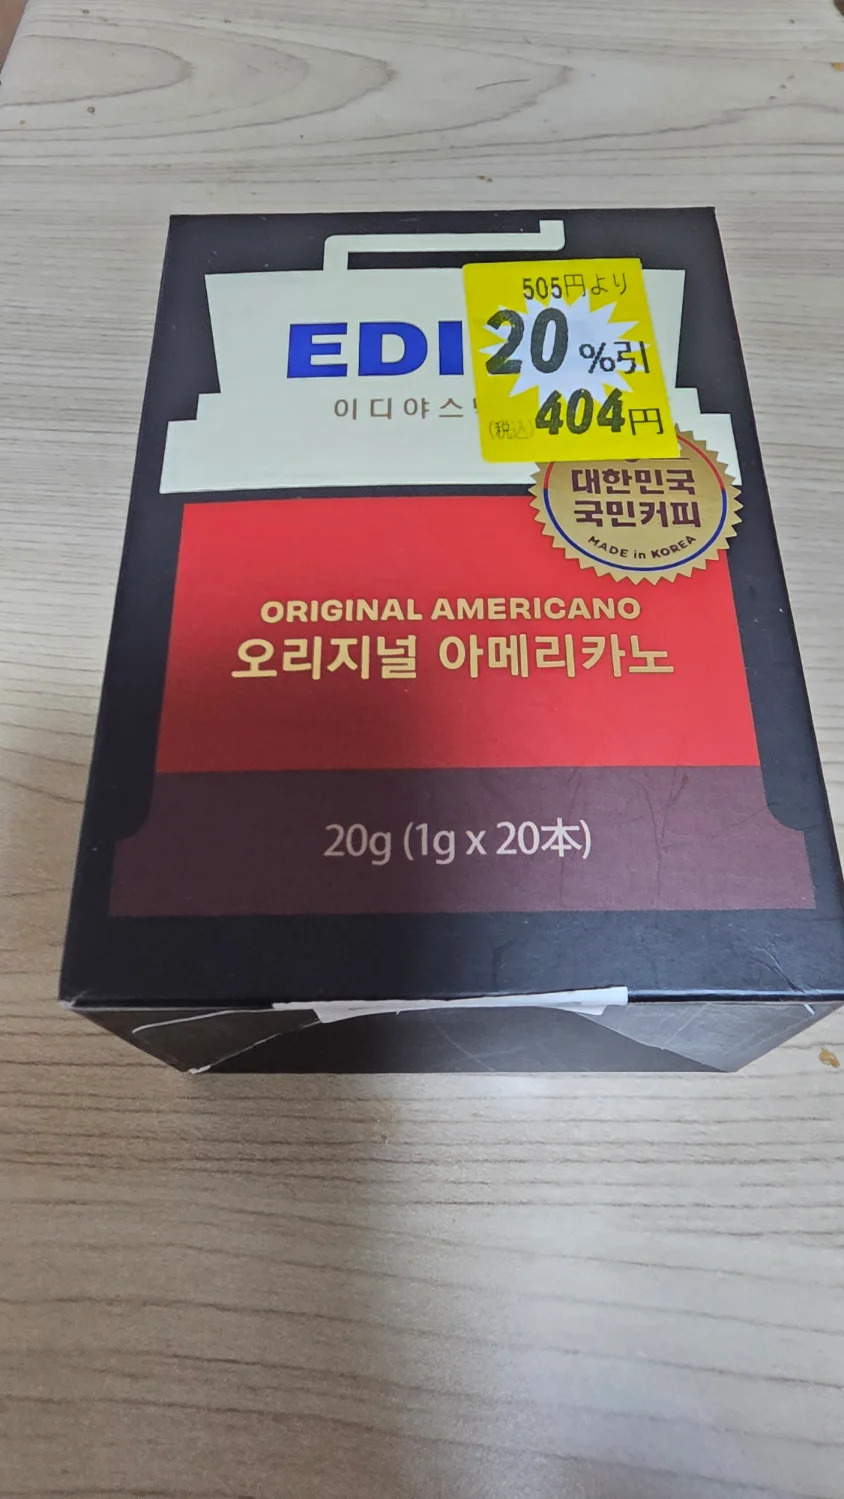 EDI
505円より
20%引
(税込)404円
이디야스
대한민국
국민커피
MADE in KOREA
ORIGINAL AMERICANO
오리지널 아메리카노
20g (1g x 20本)